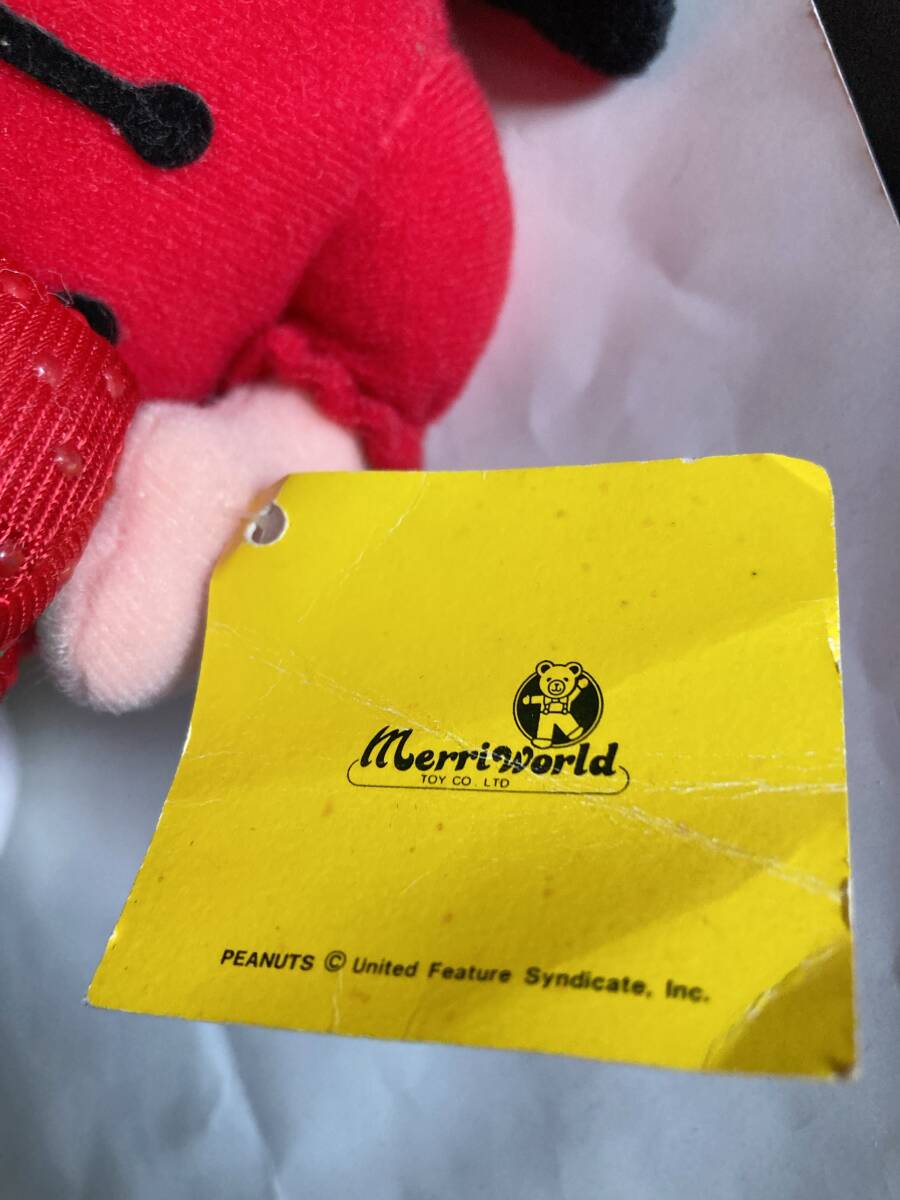 MerriWorld
TOY CO. LTD
PEANUTS © United Feature Syndicate, Inc.